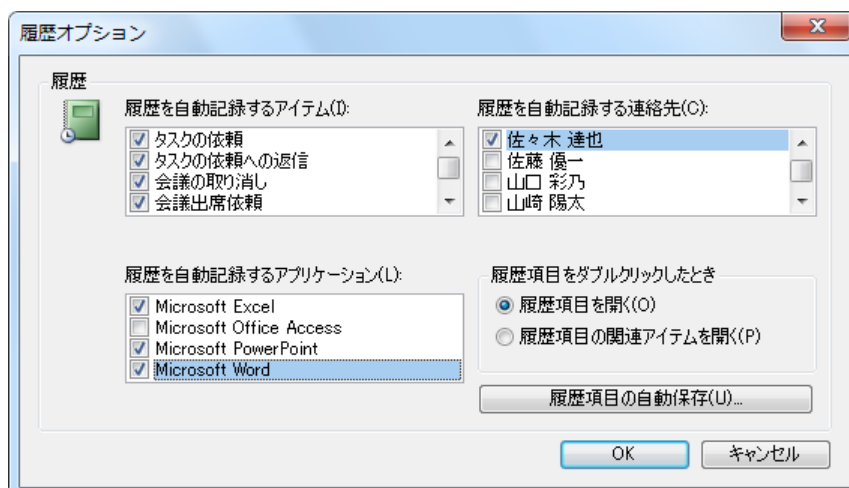 履歴オプション
履歴
履歴を自動記録するアイテム(I):
タスクの依頼
タスクの依頼への返信
会議の取り消し
会議出席依頼
履歴を自動記録する連絡先(C):
佐々木 達也
佐藤 優一
山口 彩乃
山崎 陽太
履歴を自動記録するアプリケーション(L):
Microsoft Excel
Microsoft Office Access
Microsoft PowerPoint
Microsoft Word
履歴項目をダブルクリックしたとき
履歴項目を開く(O)
履歴項目の関連アイテムを開く(P)
履歴項目の自動保存(U)...
OK
キャンセル